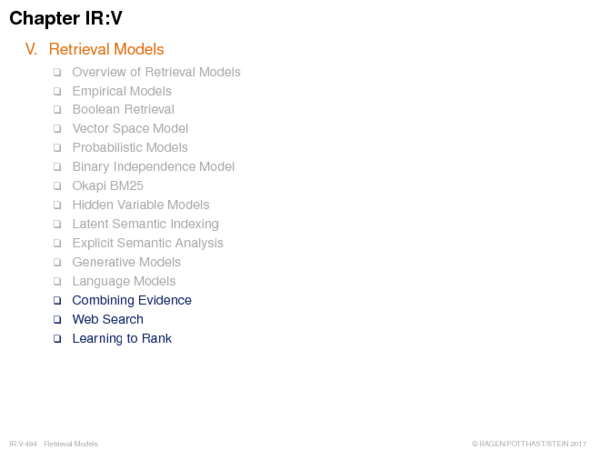 Chapter IR:V
V. Retrieval Models
❑ Overview of Retrieval Models
❑ Empirical Models
❑ Boolean Retrieval
❑ Vector Space Model
❑ Probabilistic Models
❑ Binary Independence Model
❑ Okapi BM25
❑ Hidden Variable Models
❑ Latent Semantic Indexing
❑ Explicit Semantic Analysis
❑ Generative Models
❑ Language Models
❑ Combining Evidence
❑ Web Search
❑ Learning to Rank
Retrieval Models
© HAGEN/POTTHAST/STEIN 2017